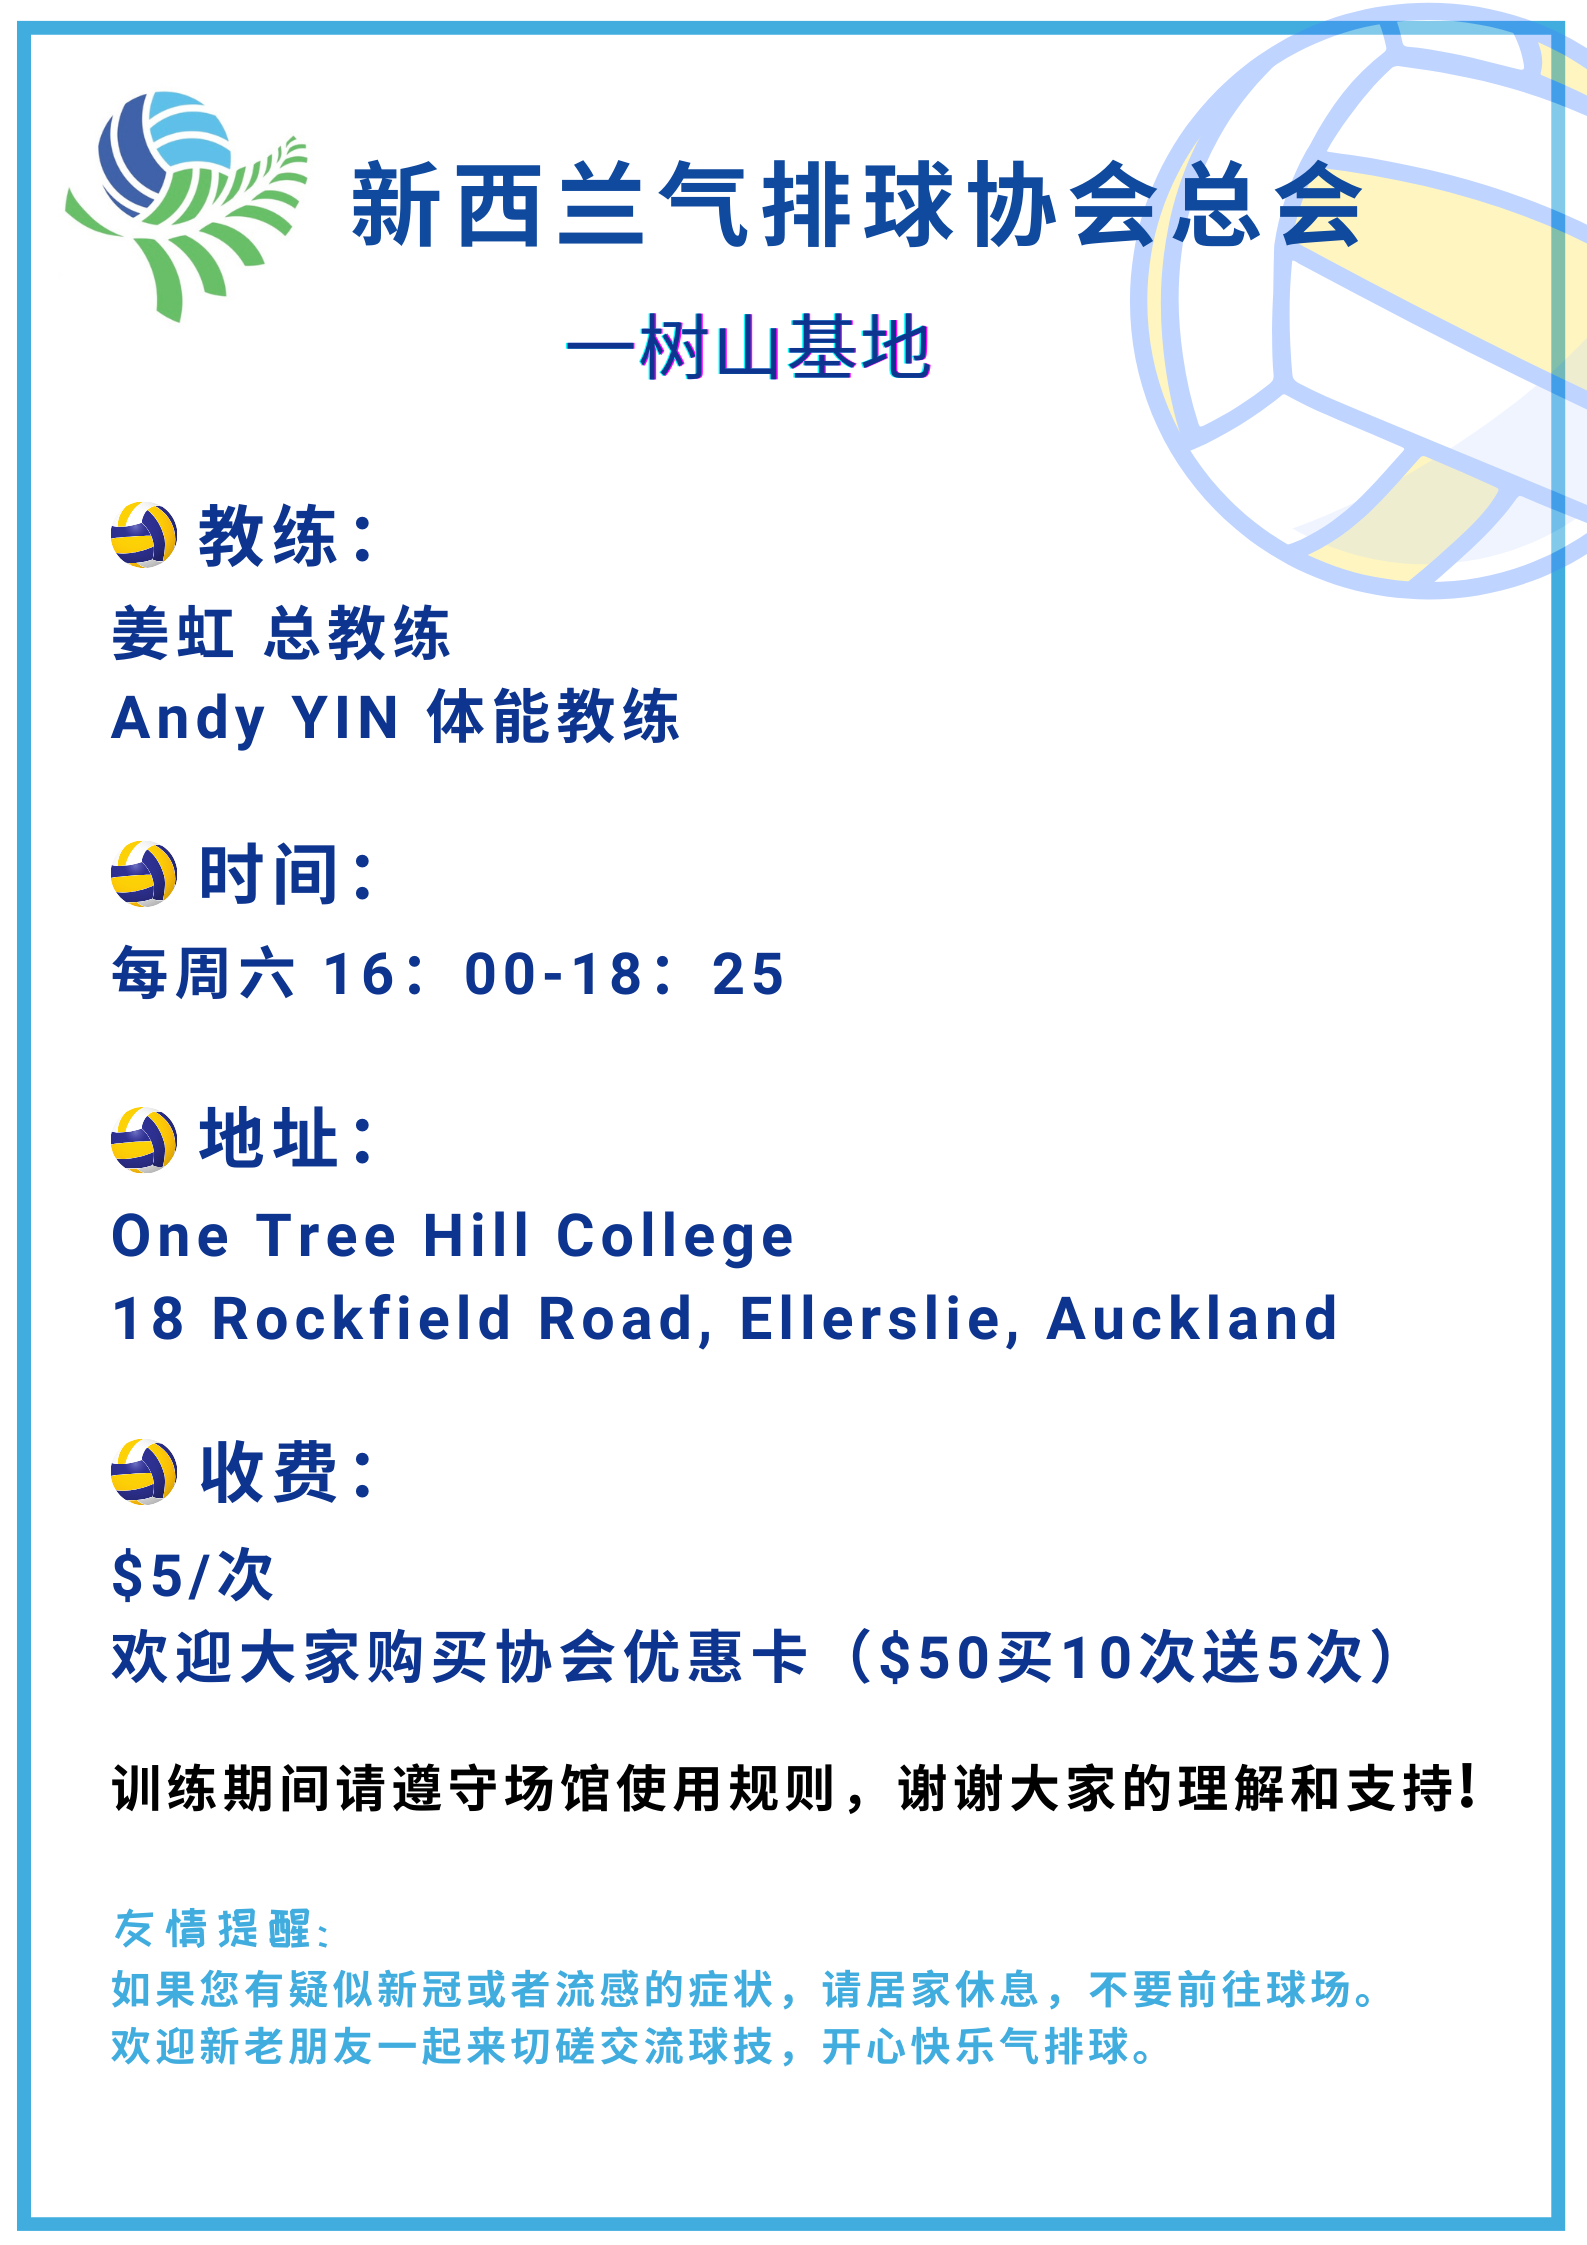 新西兰气排球协会总会
一树山基地
教练：
姜虹 总教练
Andy YIN 体能教练
时间：
每周六 16：00-18：25
地址：
One Tree Hill College
18 Rockfield Road, Ellerslie, Auckland
收费：
$5/次
欢迎大家购买协会优惠卡（$50买10次送5次）
训练期间请遵守场馆使用规则，谢谢大家的理解和支持！
友情提醒：
如果您有疑似新冠或者流感的症状，请居家休息，不要前往球场。
欢迎新老朋友一起来切磋交流球技，开心快乐气排球。